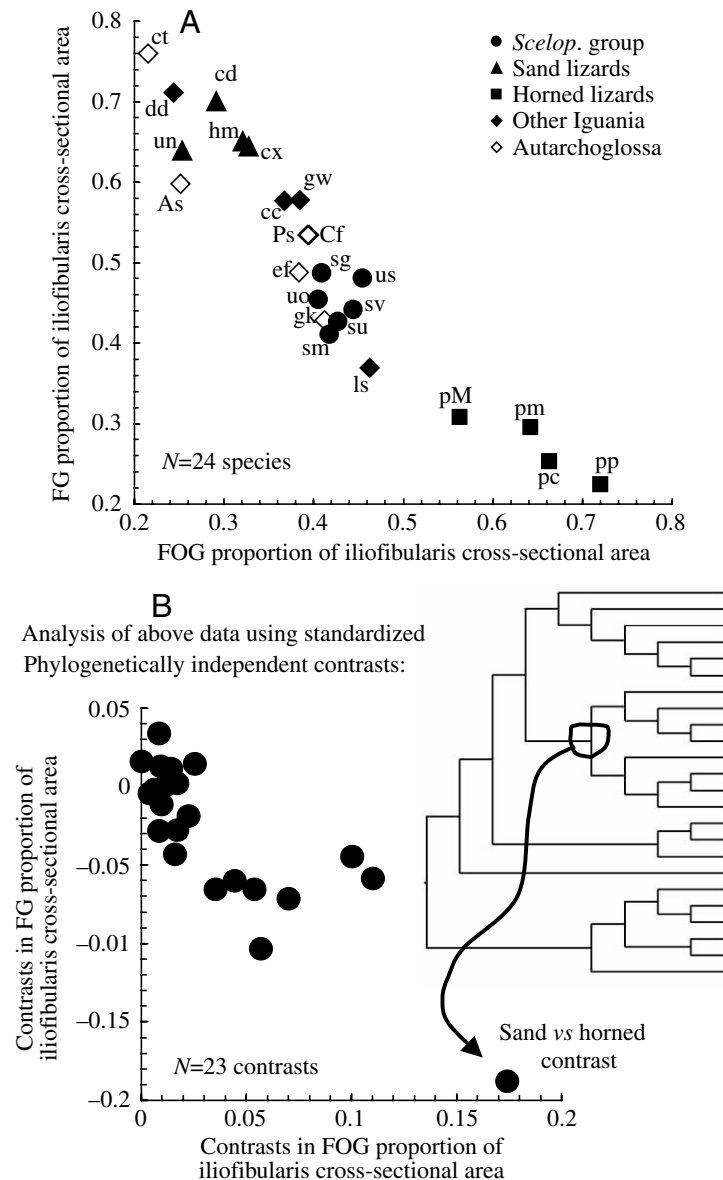 A
0.8
0.7
0.6
0.5
0.4
0.3
0.2
FG proportion of iliofibularis cross-sectional area
ct
dd
cd
un
hm
cx
As
cc
gw
Ps
Cf
ef
sg
us
uo
sv
gk
su
sm
ls
pM
pm
pc
pp
Scelop. group
Sand lizards
Horned lizards
Other Iguania
Autarchoglossa
N=24 species
0.2
0.3
0.4
0.5
0.6
0.7
0.8
FOG proportion of iliofibularis cross-sectional area
B
Analysis of above data using standardized
Phylogenetically independent contrasts:
0.05
0
–0.05
–0.01
–0.15
–0.2
Contrasts in FG proportion of
iliofibularis cross-sectional area
N=23 contrasts
Sand vs horned
contrast
0
0.05
0.1
0.15
0.2
Contrasts in FOG proportion of
iliofibularis cross-sectional area